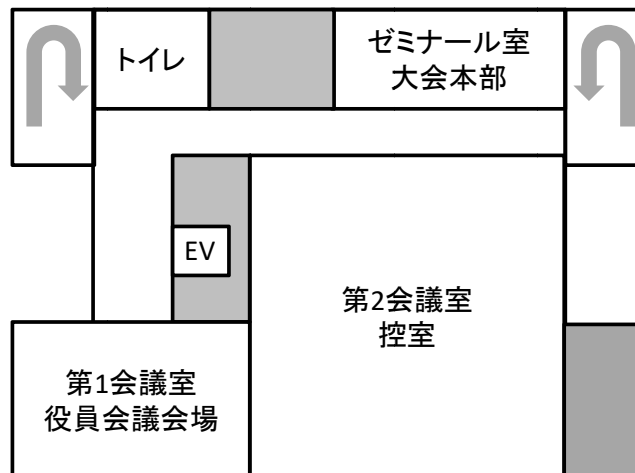 トイレ
ゼミナール室
大会本部
EV
第2会議室
控室
第1会議室
役員会議会場